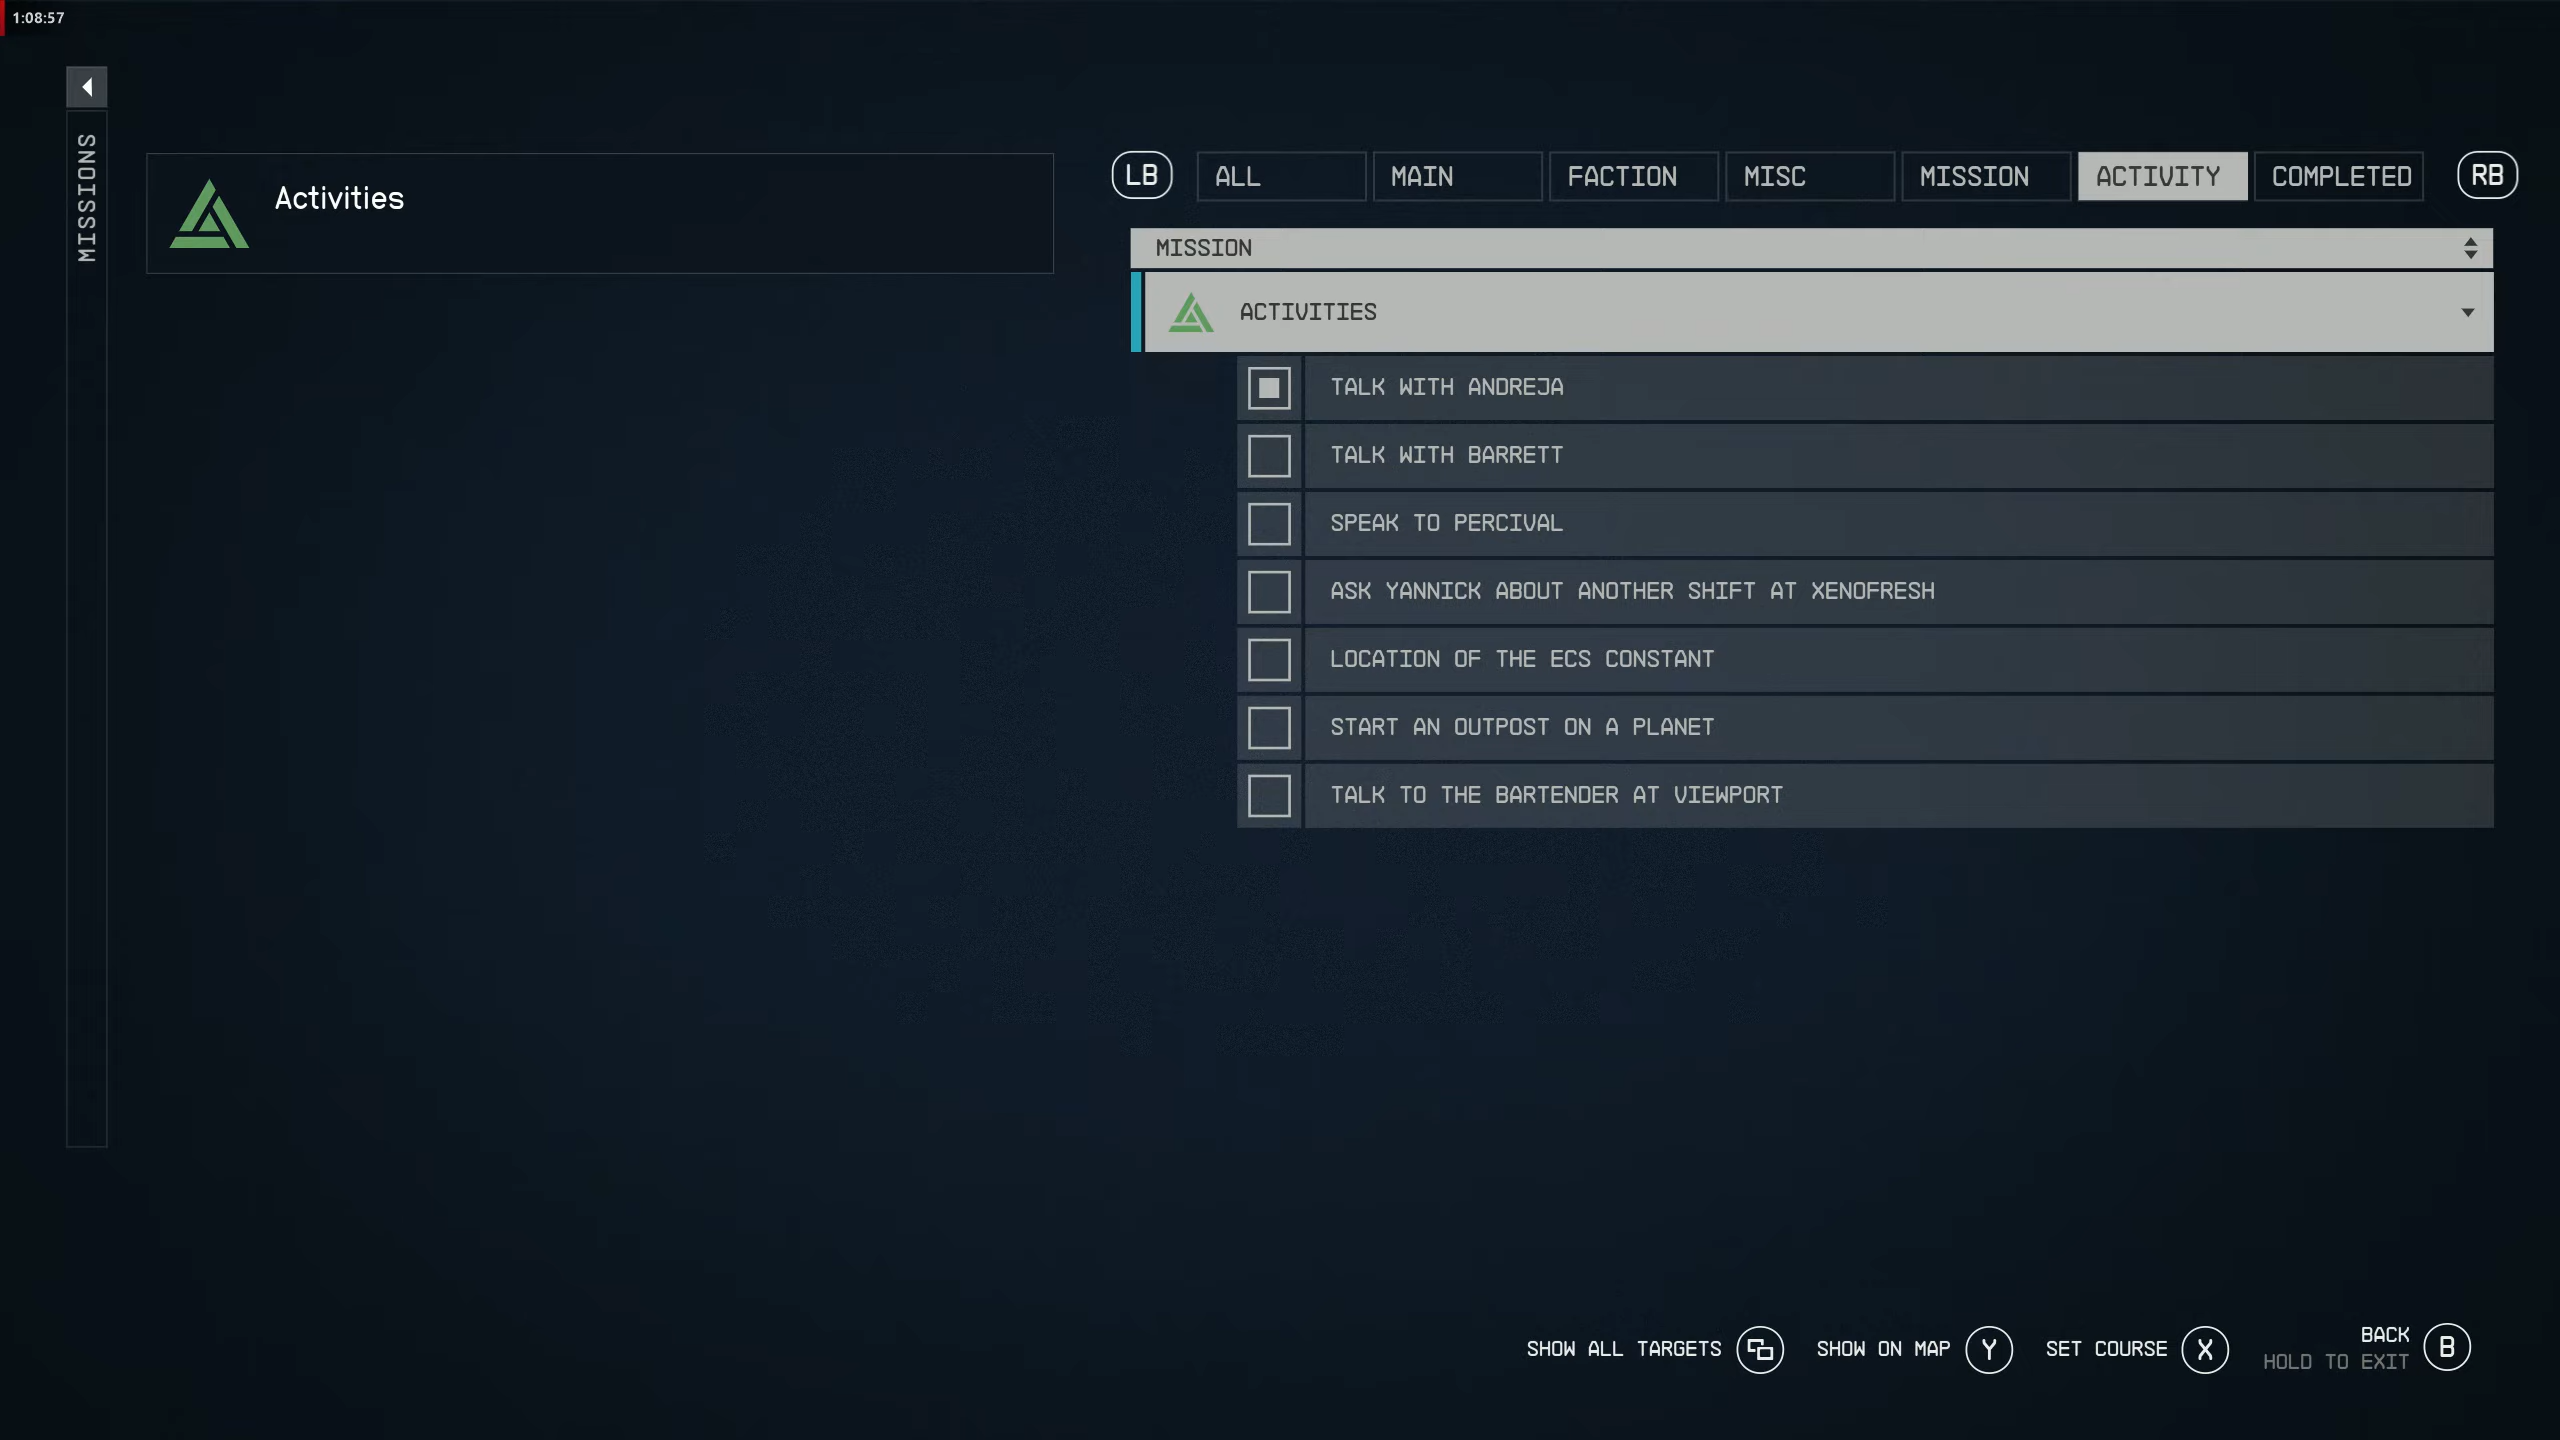 1:08:57
MISSIONS
Activities
LB
ALL
MAIN
FACTION
MISC
MISSION
ACTIVITY
COMPLETED
RB
MISSION
ACTIVITIES
TALK WITH ANDREJA
TALK WITH BARRETT
SPEAK TO PERCIVAL
ASK YANNICK ABOUT ANOTHER SHIFT AT XENOFRESH
LOCATION OF THE ECS CONSTANT
START AN OUTPOST ON A PLANET
TALK TO THE BARTENDER AT VIEWPORT
SHOW ALL TARGETS
SHOW ON MAP Y
SET COURSE X
BACK B
HOLD TO EXIT